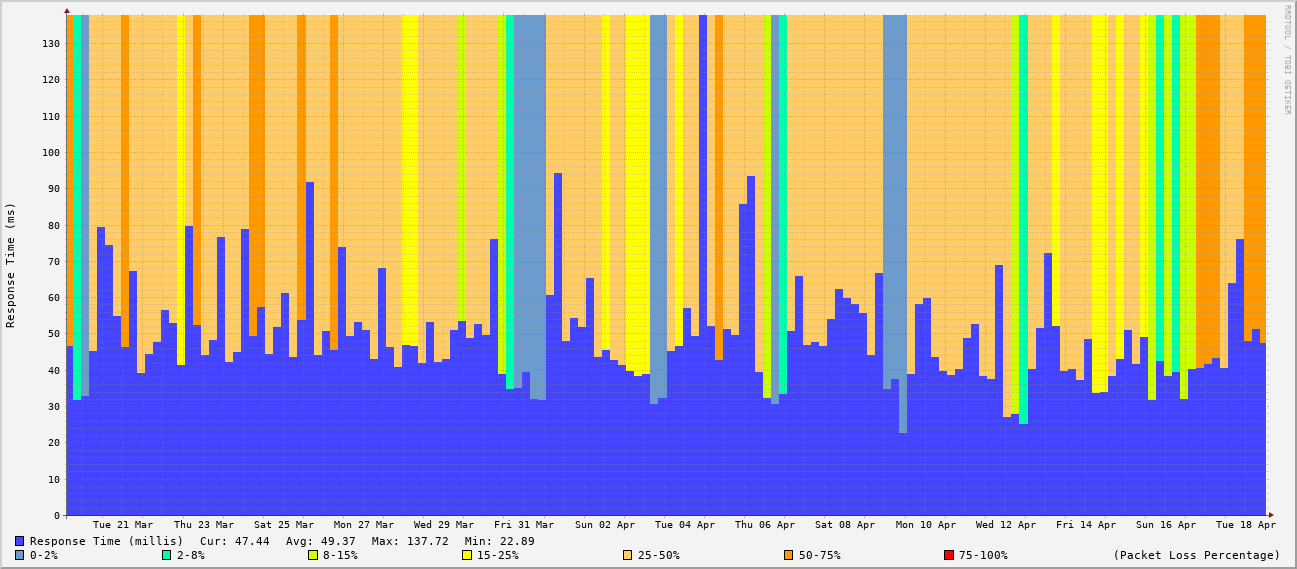 RRDTOOL / TOBI OETIKER
Response Time (ms)
130
120
110
100
90
80
70
60
50
40
30
20
10
0
Tue 21 Mar Thu 23 Mar Sat 25 Mar Mon 27 Mar Wed 29 Mar Fri 31 Mar Sun 02 Apr Tue 04 Apr Thu 06 Apr Sat 08 Apr Mon 10 Apr Wed 12 Apr Fri 14 Apr Sun 16 Apr Tue 18 Apr
Response Time (millis) Cur: 47.44 Avg: 49.37 Max: 137.72 Min: 22.89
0-2% 2-8% 8-15% 15-25% 25-50% 50-75% 75-100% (Packet Loss Percentage)